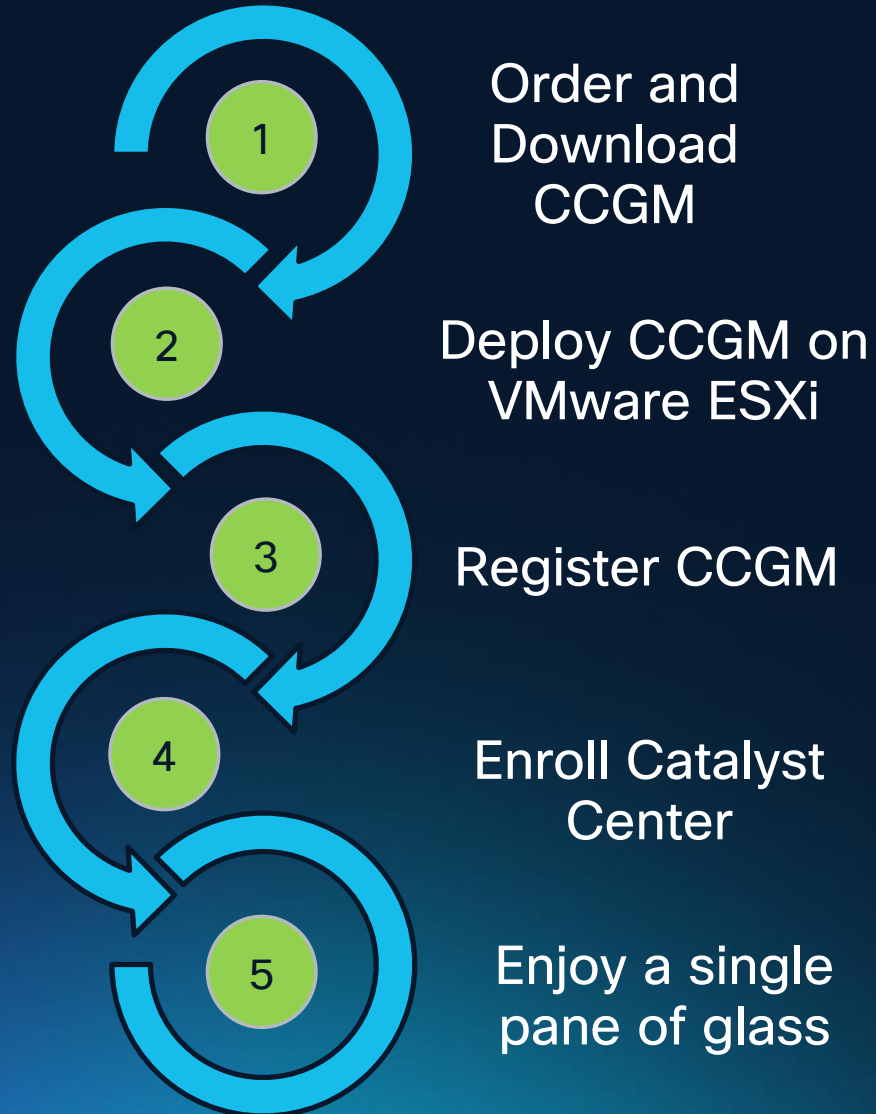 1
Order and
Download
CCGM
2
Deploy CCGM on
VMware ESXi
3
Register CCGM
4
Enroll Catalyst
Center
5
Enjoy a single
pane of glass